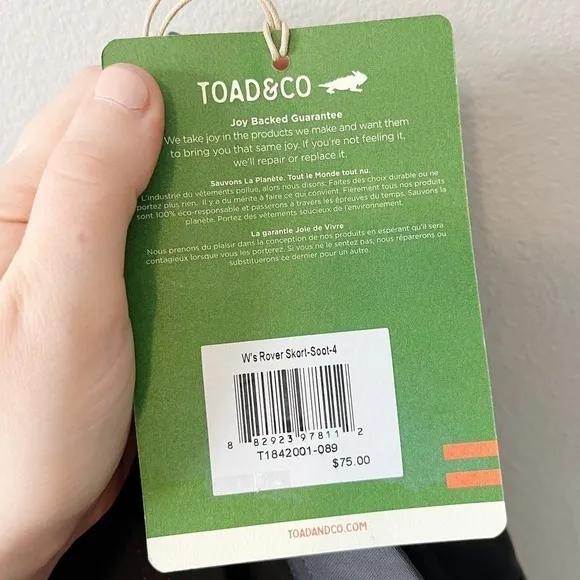 TOAD&CO
Joy Backed Guarantee
We take joy in the products we make and want them
to bring you that same joy. If you're not feeling it,
we'll repair or replace it.
Sauvons La Planète. Tout le Monde tout nu.
L'industrie du vêtements pollue, alors nous disons: Faites des choix durable ou ne
portez plus rien. Il y a du mérite à faire ce qui convient. Fièrement tous nos produits
sont 100% eco-responsable et passerons à travers les épreuves du temps. Sauvons la
planète. Portez des vêtements soucieux de l'environnement.
La garantie Joie de Vivre
Nous prenons du plaisir dans la conception de nos produits en espérant qu'il sera
contagieux lorsque vous les porterez. Si vous ne le sentez pas, nous réparerons ou
substituerons ce dernier pour un autre.
W's Rover Skort-Soot-4
8 82923 97811 2
T1842001-089
$75.00
TOADANDCO.COM